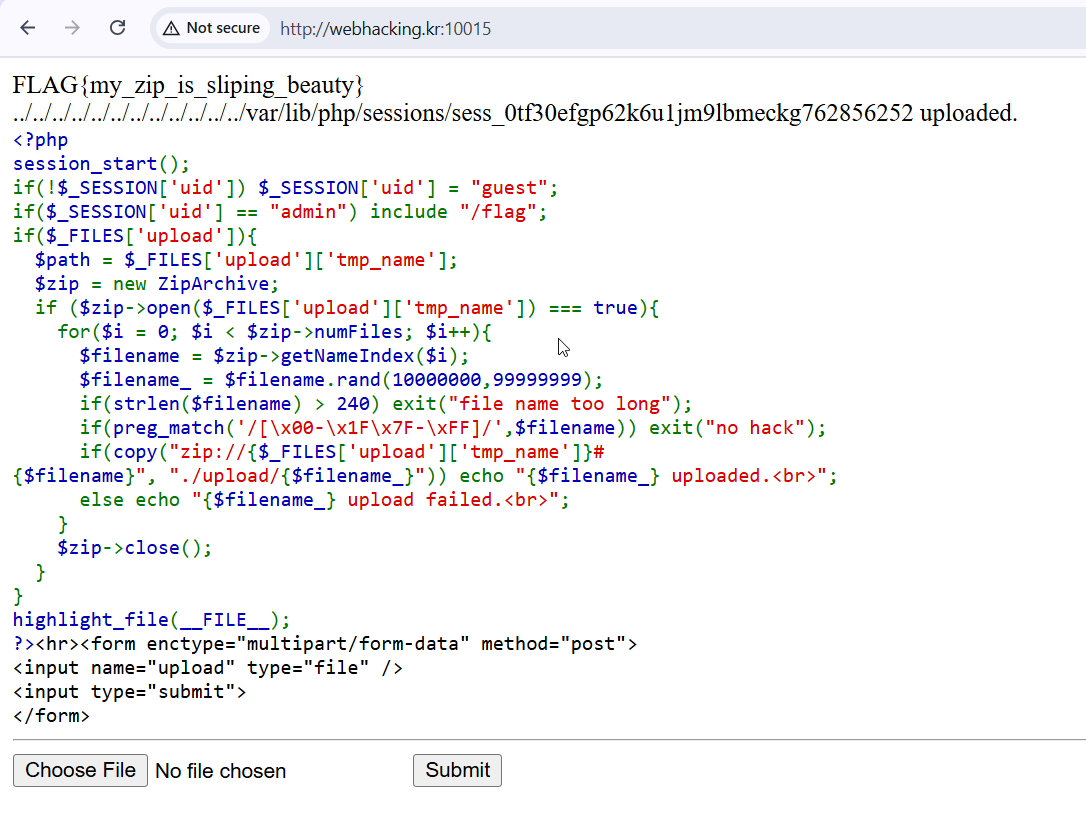 Not secure http://webhacking.kr:10015
FLAG{my_zip_is_sliping_beauty}
../../../../../../../../../../../../var/lib/php/sessions/sess_0tf30efgp62k6u1jm9lbmeckg762856252 uploaded.
<?php
session_start();
if(!$_SESSION['uid']) $_SESSION['uid'] = "guest";
if($_SESSION['uid'] == "admin") include "/flag";
if($_FILES['upload']){
  $path = $_FILES['upload']['tmp_name'];
  $zip = new ZipArchive;
  if ($zip->open($_FILES['upload']['tmp_name']) === true){
    for($i = 0; $i < $zip->numFiles; $i++){
      $filename = $zip->getNameIndex($i);
      $filename_ = $filename.rand(10000000,99999999);
      if(strlen($filename) > 240) exit("file name too long");
      if(preg_match('/[\x00-\x1F\x7F-\xFF]/',$filename)) exit("no hack");
      if(copy("zip://{$_FILES['upload']['tmp_name']}#
{$filename}", "./upload/{$filename_}")) echo "{$filename_} uploaded.<br>";
      else echo "{$filename_} upload failed.<br>";
    }
    $zip->close();
  }
}
highlight_file(__FILE__);
?><hr><form enctype="multipart/form-data" method="post">
<input name="upload" type="file" />
<input type="submit">
</form>
Choose File No file chosen Submit